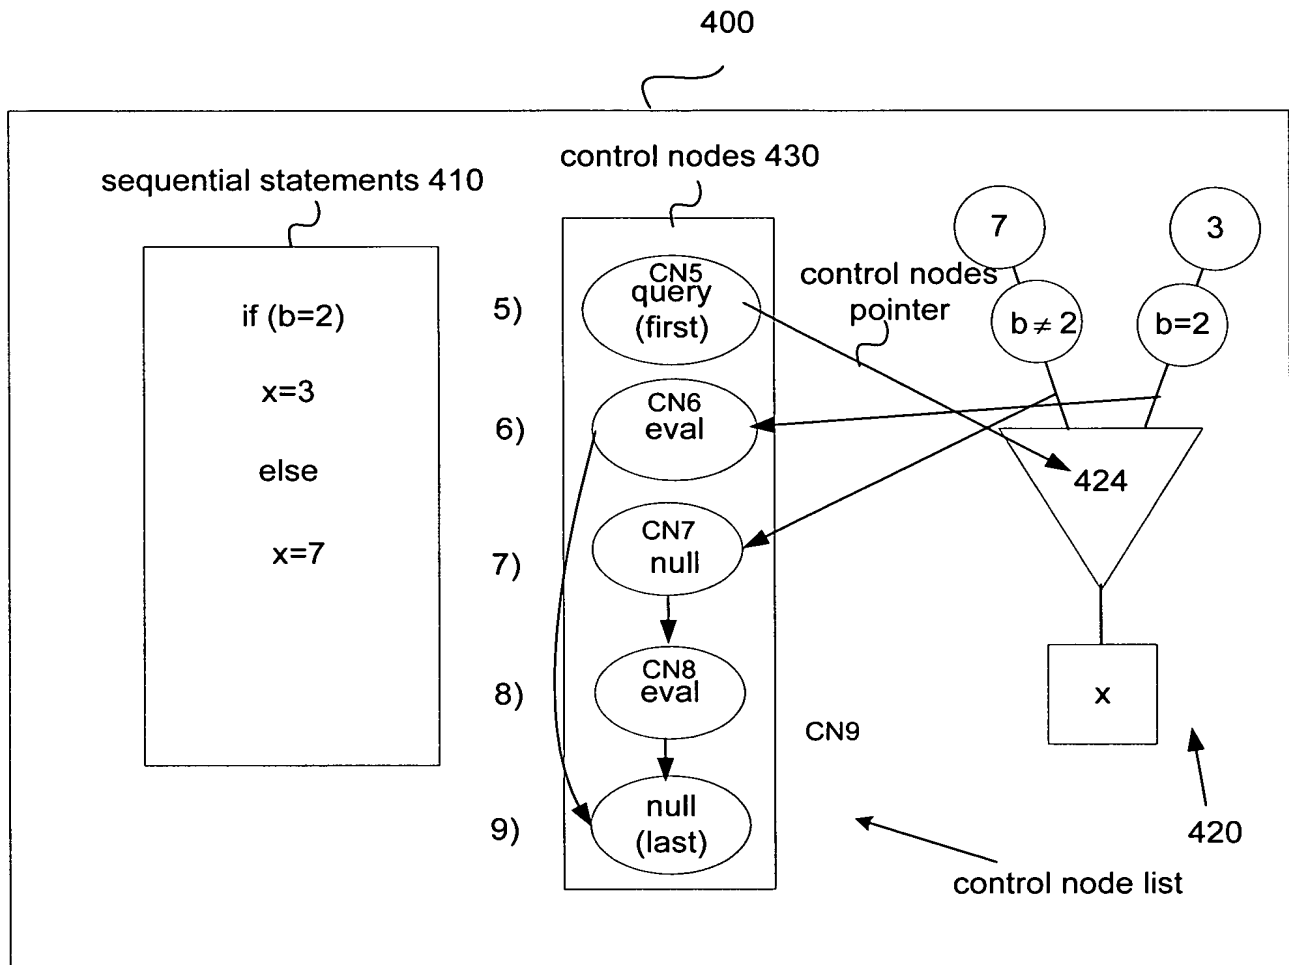 400
sequential statements 410
control nodes 430
if (b=2)
x=3
else
x=7
5)
CN5
query
(first)
6)
CN6
eval
7)
CN7
null
8)
CN8
eval
9)
null
(last)
CN9
control node list
control nodes
pointer
7
3
b ≠ 2
b=2
424
x
420